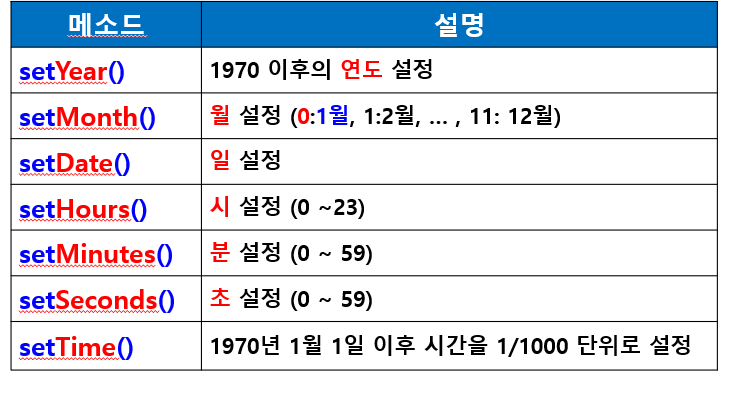 메소드 설명
setYear() 1970 이후의 연도 설정
setMonth() 월 설정 (0:1월, 1:2월, ... , 11: 12월)
setDate() 일 설정
setHours() 시 설정 (0 ~23)
setMinutes() 분 설정 (0 ~ 59)
setSeconds() 초 설정 (0 ~ 59)
setTime() 1970년 1월 1일 이후 시간을 1/1000 단위로 설정